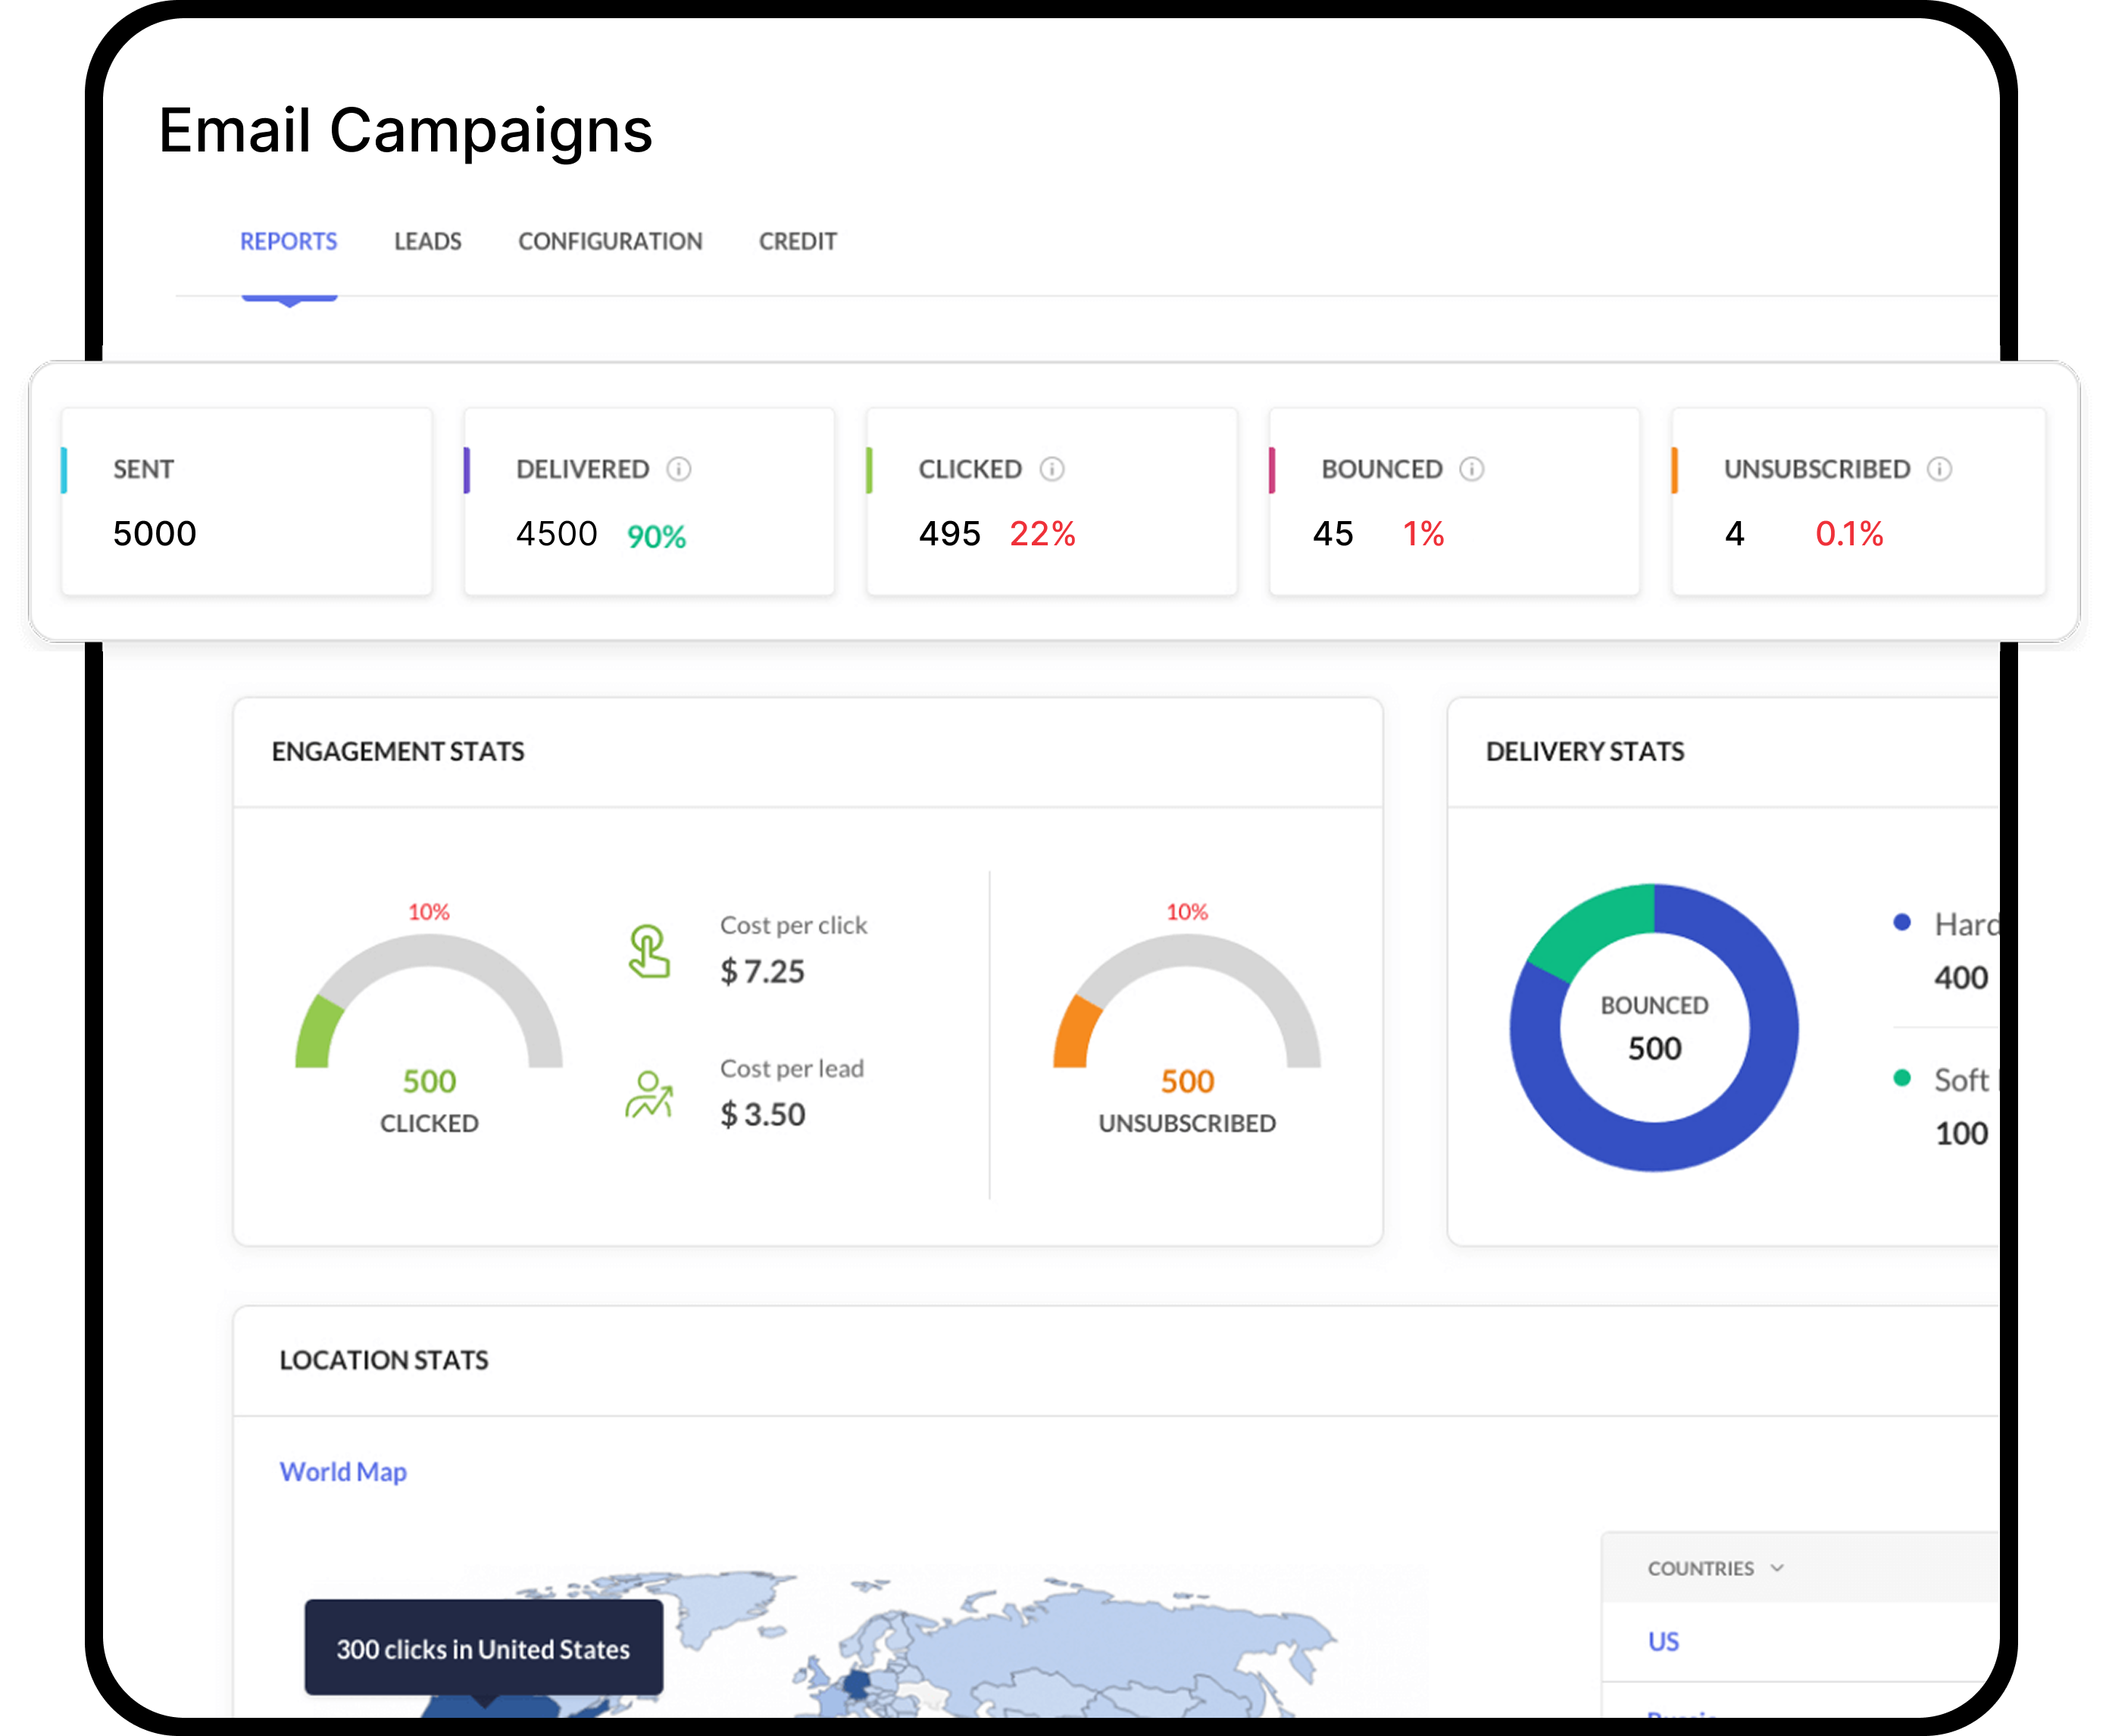 Email Campaigns
REPORTS LEADS CONFIGURATION CREDIT
SENT
5000
DELIVERED
4500 90%
CLICKED
495 22%
BOUNCED
45 1%
UNSUBSCRIBED
4 0.1%
ENGAGEMENT STATS
10%
500
CLICKED
Cost per click
$ 7.25
Cost per lead
$ 3.50
10%
500
UNSUBSCRIBED
DELIVERY STATS
BOUNCED
500
Hard
400
Soft
100
LOCATION STATS
World Map
300 clicks in United States
COUNTRIES
US